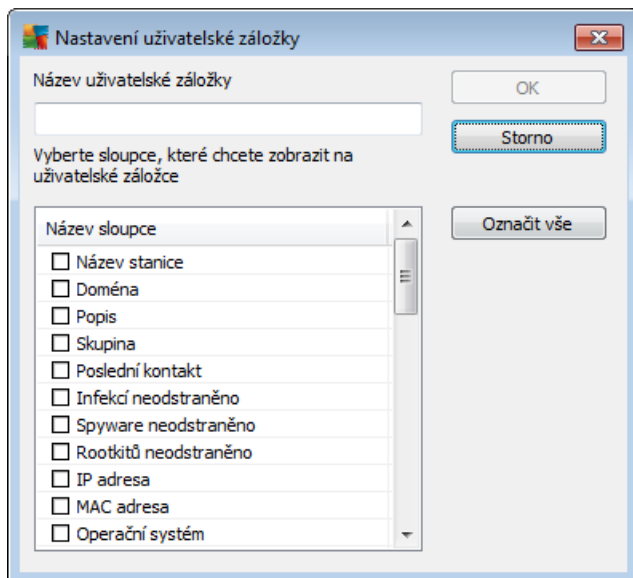 Nastavení uživatelské záložky
Název uživatelské záložky
OK
Storno
Vyberte sloupce, které chcete zobrazit na
uživatelské záložce
Označit vše
Název sloupce
Název stanice
Doména
Popis
Skupina
Poslední kontakt
Infekcí neodstraněno
Spyware neodstraněno
Rootkitů neodstraněno
IP adresa
MAC adresa
Operační systém